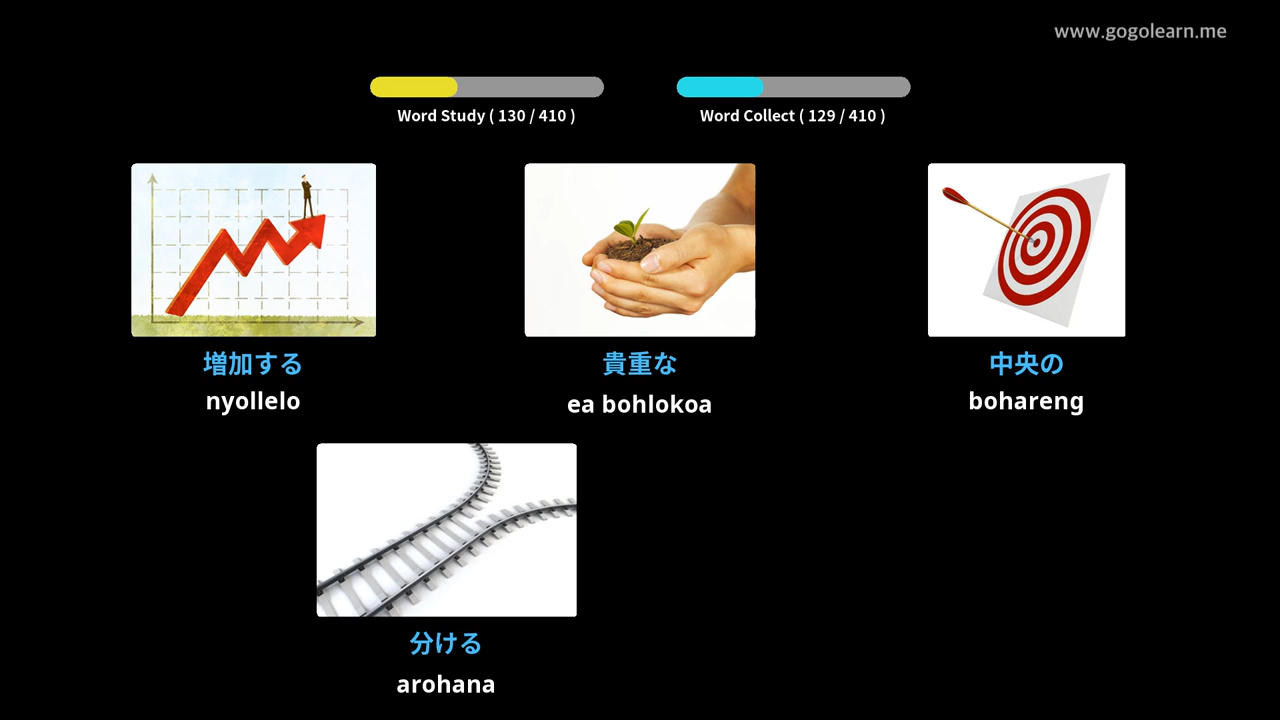 www.gogolearn.me
Word Study ( 130 / 410 )
Word Collect ( 129 / 410 )
増加する
nyollelo
貴重な
ea bohlokoa
中央の
bohareng
分ける
arohana